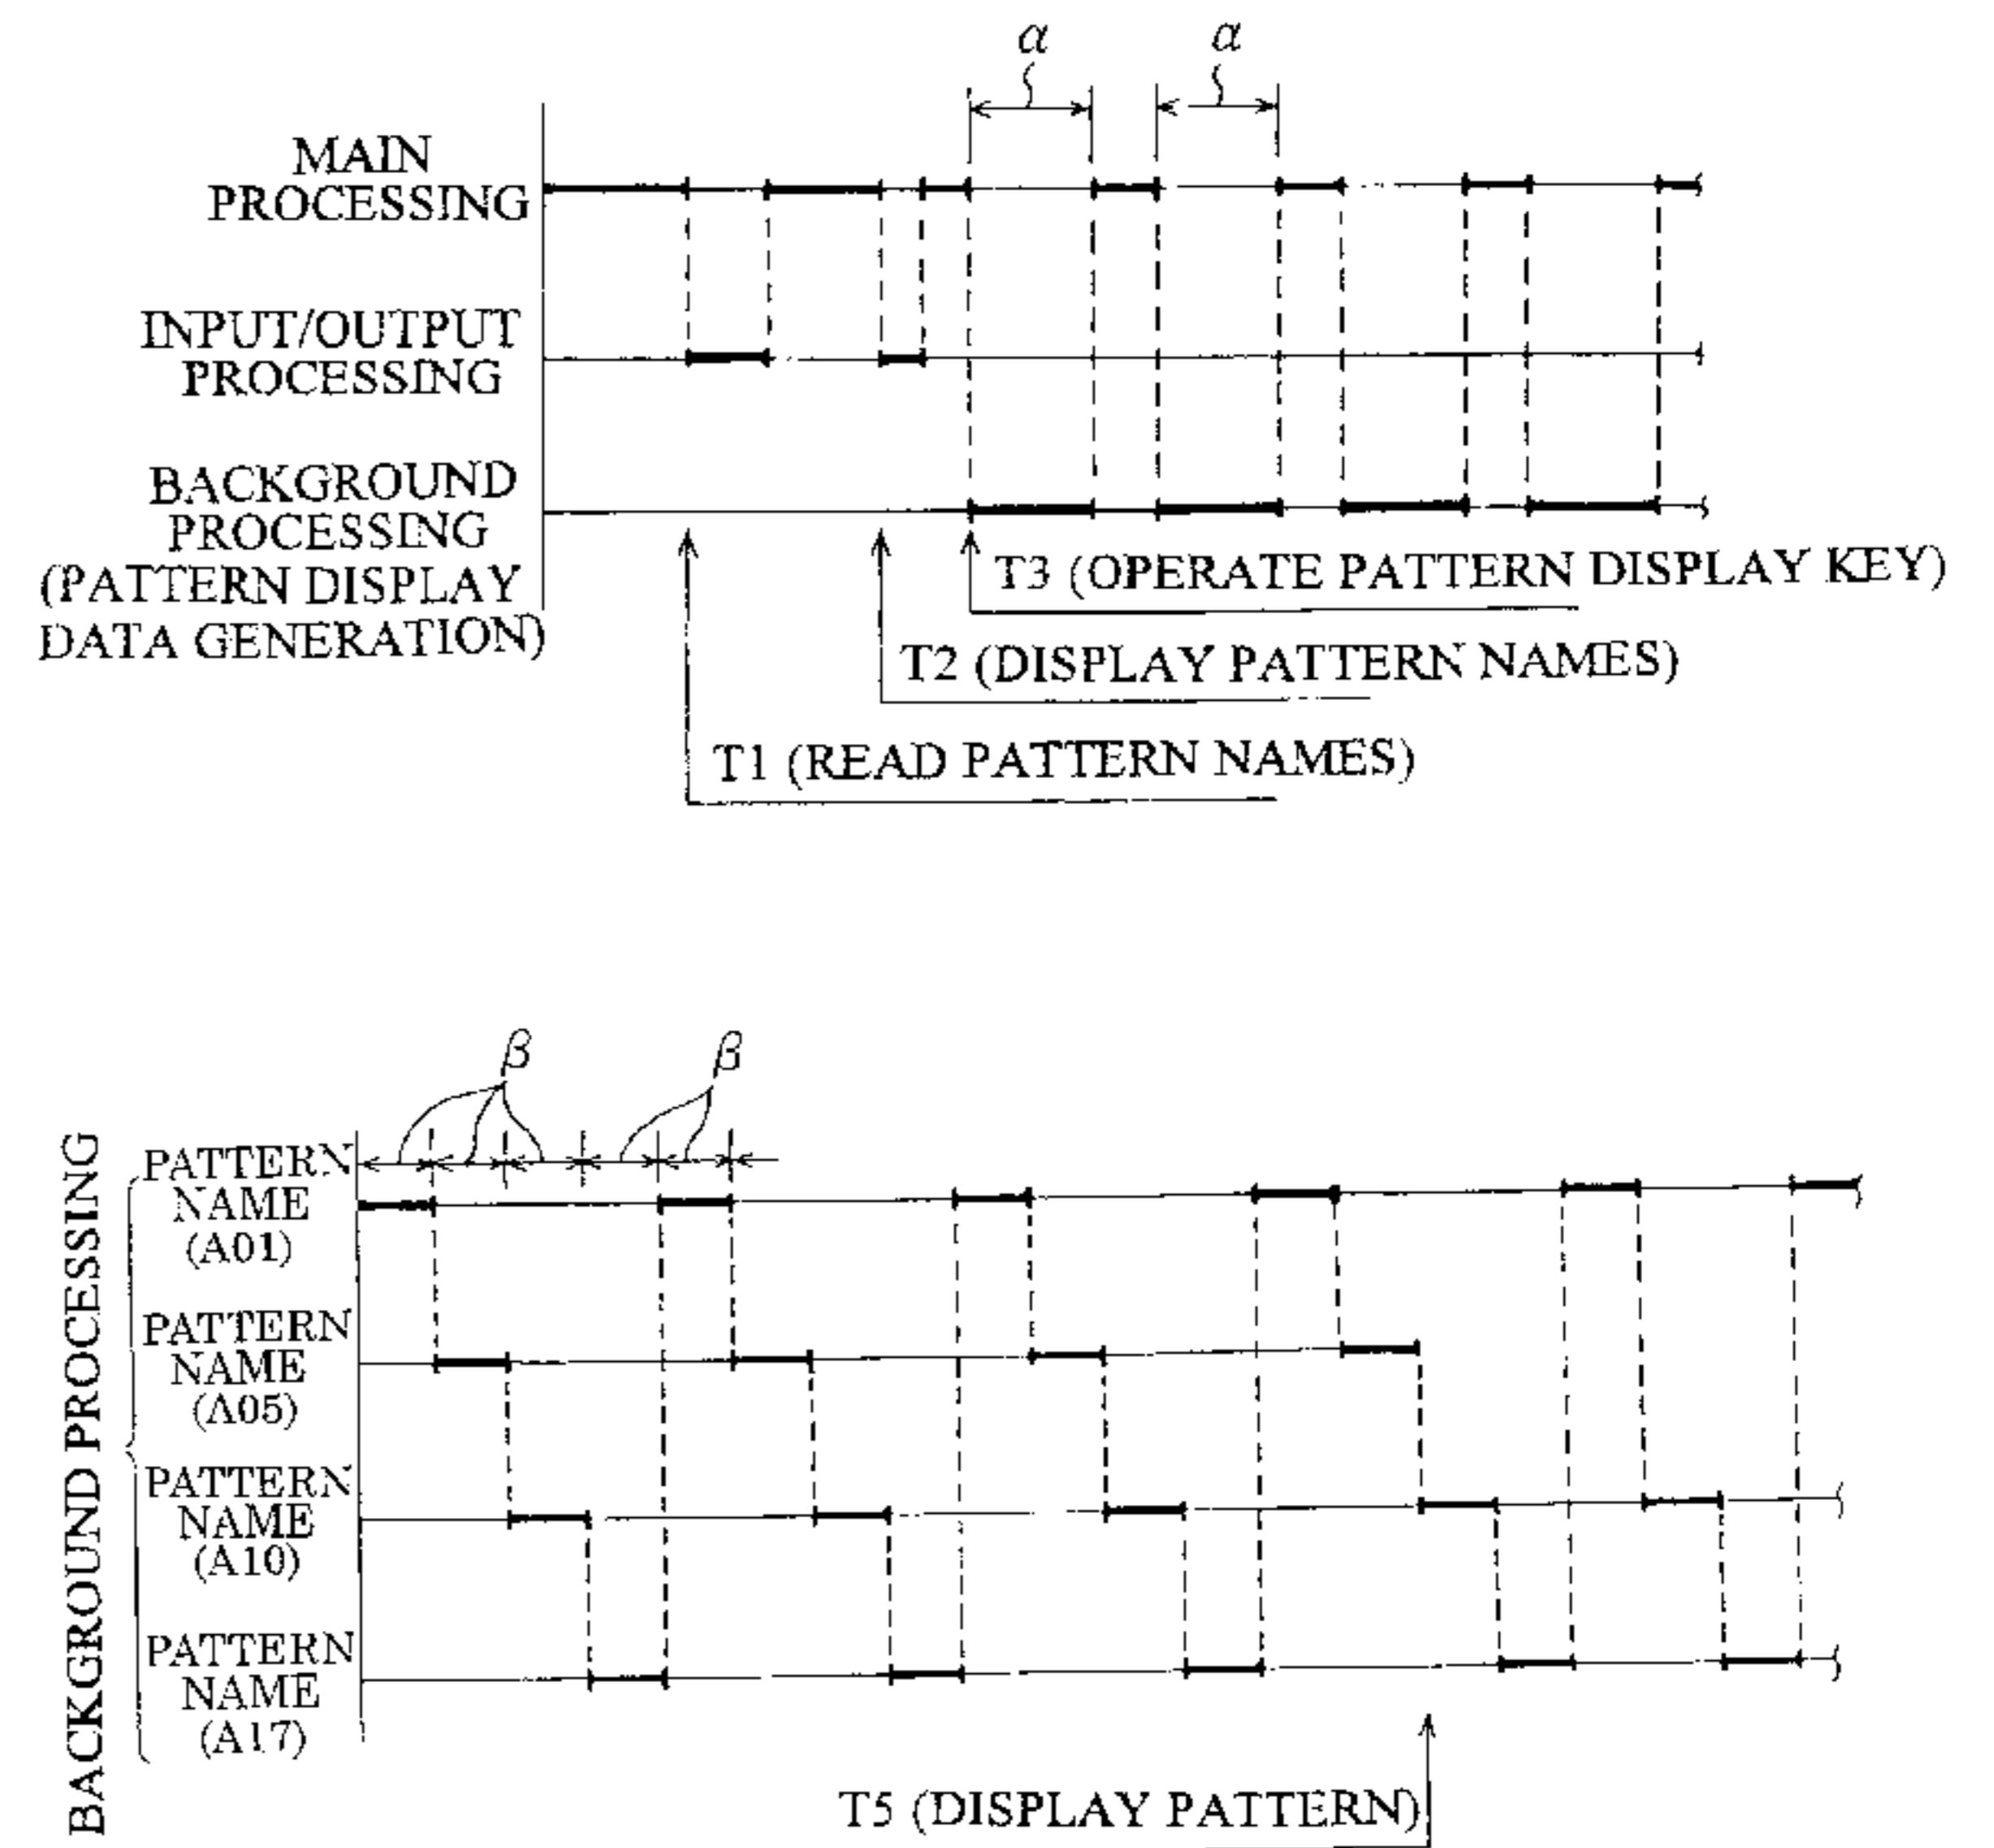 α α
MAIN
PROCESSING
INPUT/OUTPUT
PROCESSING
BACKGROUND
PROCESSING
(PATTERN DISPLAY
DATA GENERATION)
T3 (OPERATE PATTERN DISPLAY KEY)
T2 (DISPLAY PATTERN NAMES)
T1 (READ PATTERN NAMES)
β β
BACKGROUND PROCESSING
PATTERN
NAME
(A01)
PATTERN
NAME
(A05)
PATTERN
NAME
(A10)
PATTERN
NAME
(A17)
T5 (DISPLAY PATTERN)